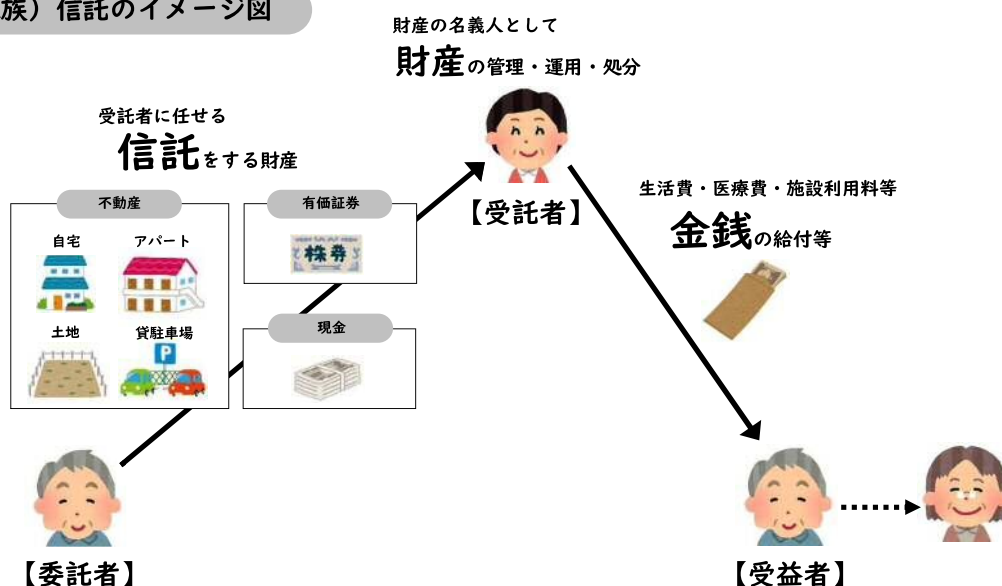 族）信託のイメージ図
財産の名義人として
財産の管理・運用・処分
受託者に任せる
信託をする財産
生活費・医療費・施設利用料等
金銭の給付等
不動産
自宅
アパート
土地
貸駐車場
P
有価証券
株券
現金
【受託者】
【委託者】
【受益者】